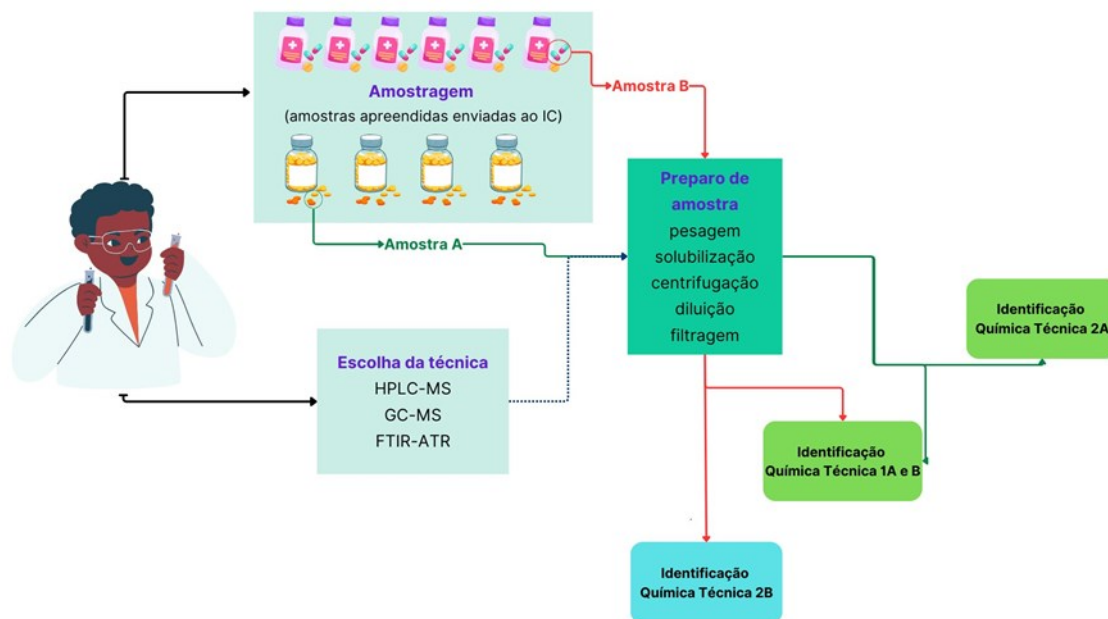 Amostragem
(amostras apreendidas enviadas ao IC)
Amostra B
Amostra A
Preparo de
amostra
pesagem
solubilização
centrifugação
diluição
filtragem
Escolha da técnica
HPLC-MS
GC-MS
FTIR-ATR
Identificação
Química Técnica 2A
Identificação
Química Técnica 1A e B
Identificação
Química Técnica 2B